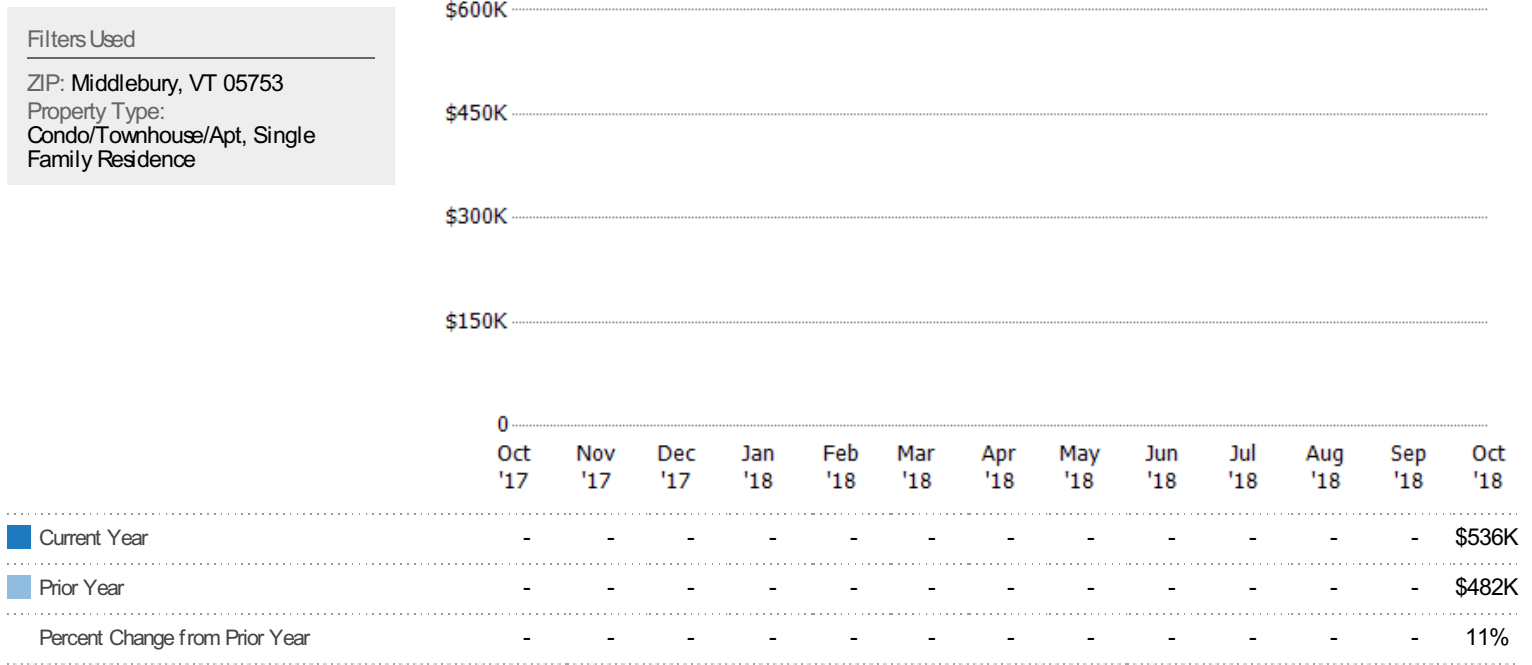 Filters Used
ZIP: Middlebury, VT 05753
Property Type:
Condo/Townhouse/Apt, Single
Family Residence
$600K
$450K
$300K
$150K
0
Oct Nov Dec Jan Feb Mar Apr May Jun Jul Aug Sep Oct
'17 '17 '17 '18 '18 '18 '18 '18 '18 '18 '18 '18 '18
Current Year - - - - - - - - - - - - $536K
Prior Year - - - - - - - - - - - - $482K
Percent Change from Prior Year - - - - - - - - - - - - 11%